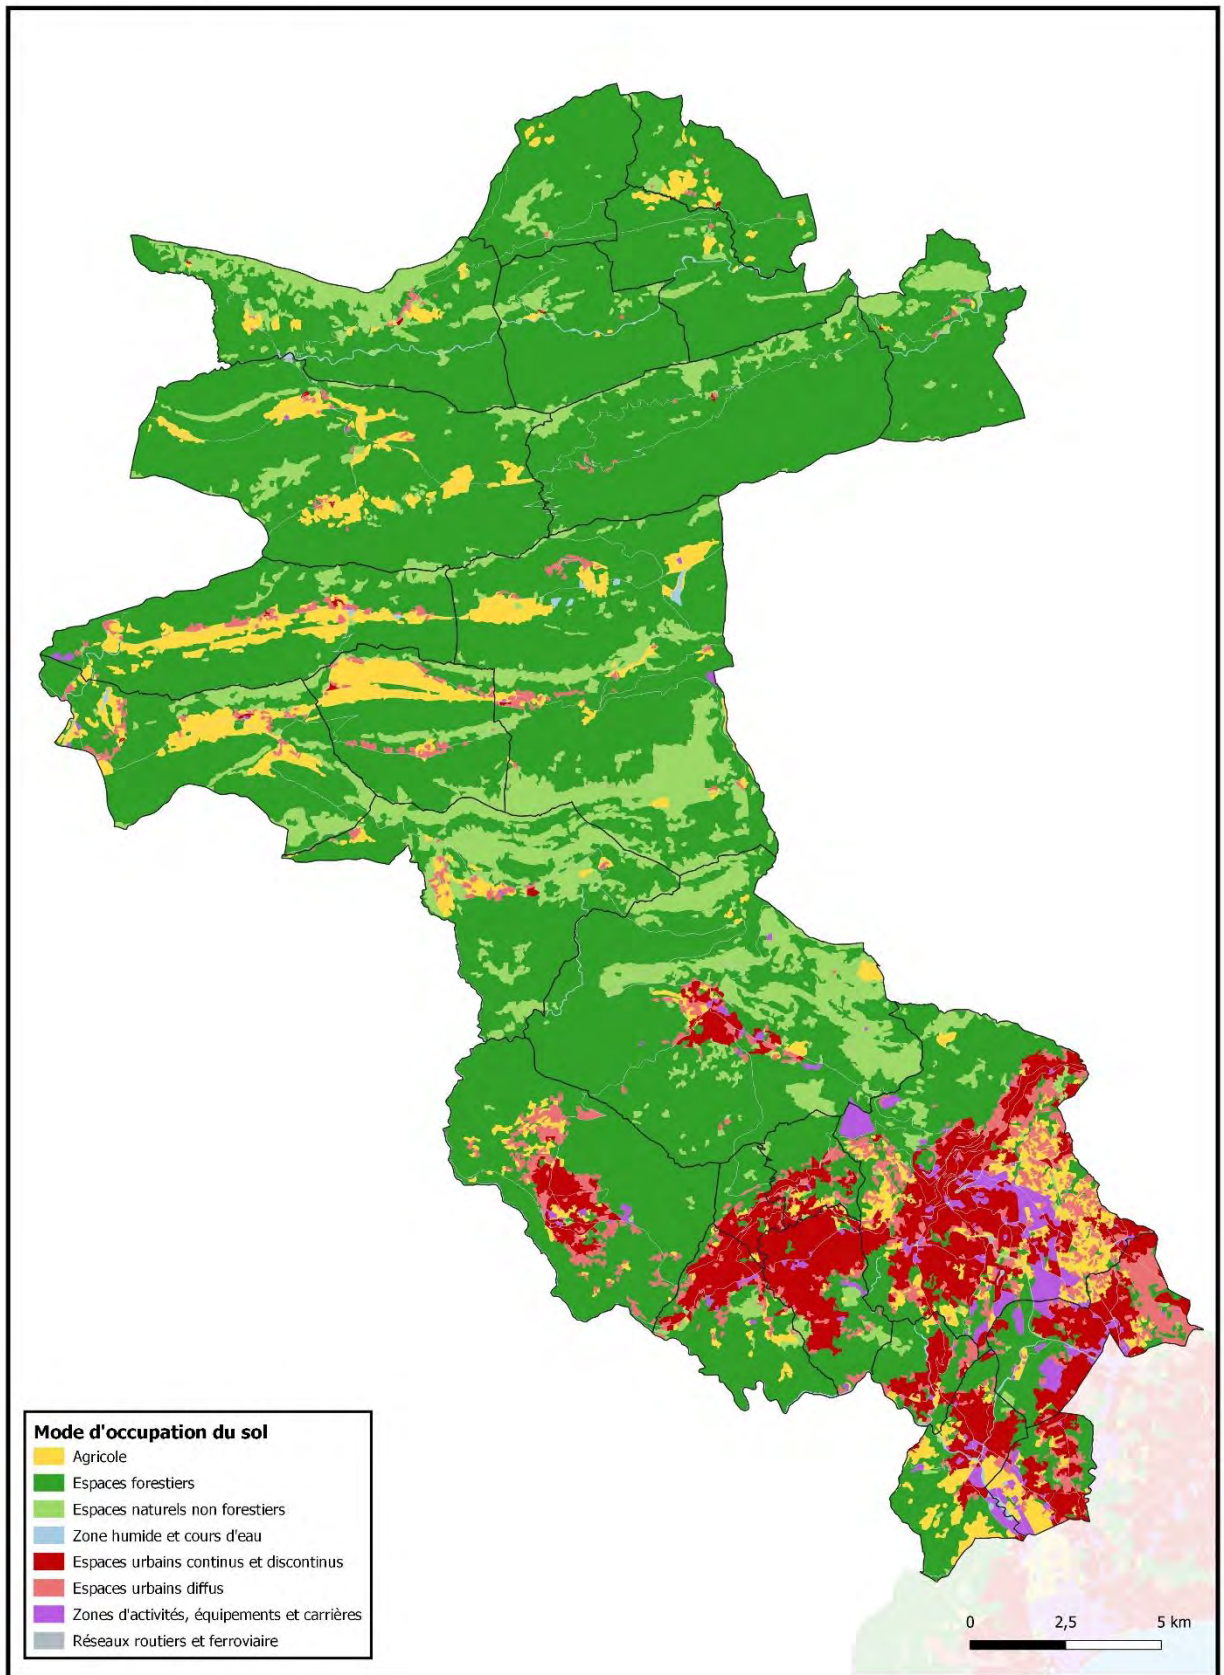 Mode d'occupation du sol
Agricole
Espaces forestiers
Espaces naturels non forestiers
Zone humide et cours d'eau
Espaces urbains continus et discontinus
Espaces urbains diffus
Zones d'activités, équipements et carrières
Réseaux routiers et ferroviaire
0 2,5 5 km